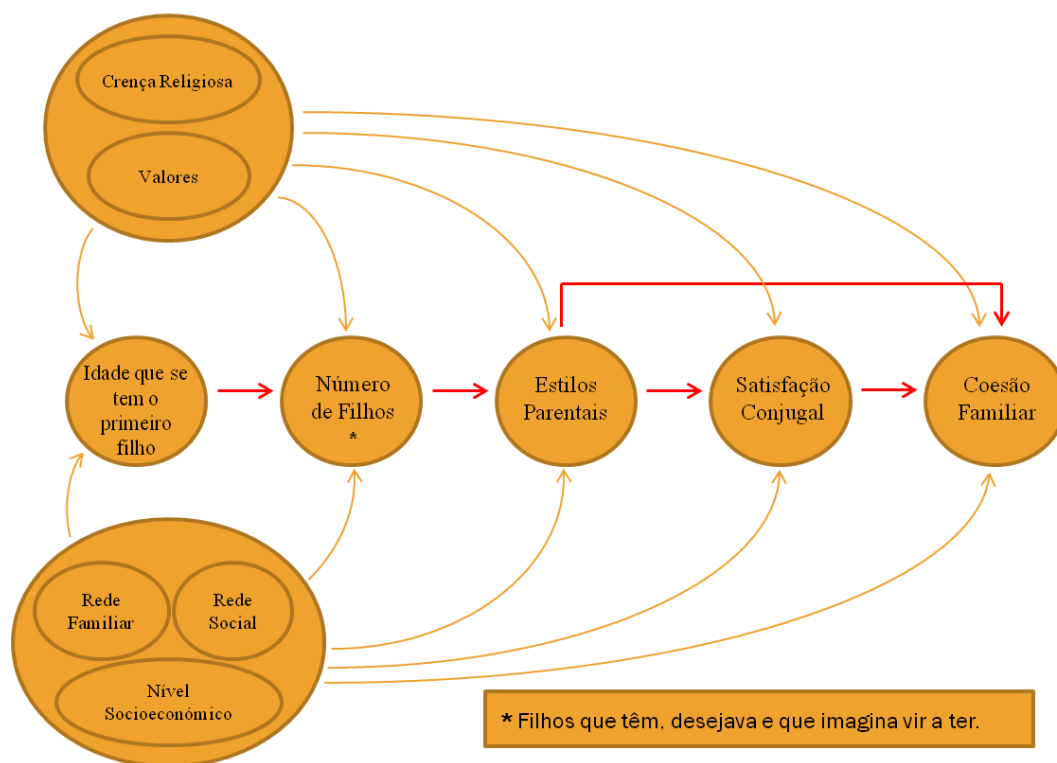 Crença Religiosa
Valores
Idade que se
tem o
primeiro
filho
Número
de Filhos
*
Estilos
Parentais
Satisfação
Conjugal
Coesão
Familiar
Rede
Familiar
Rede
Social
Nível
Socioeconómico
* Filhos que têm, desejava e que imagina vir a ter.